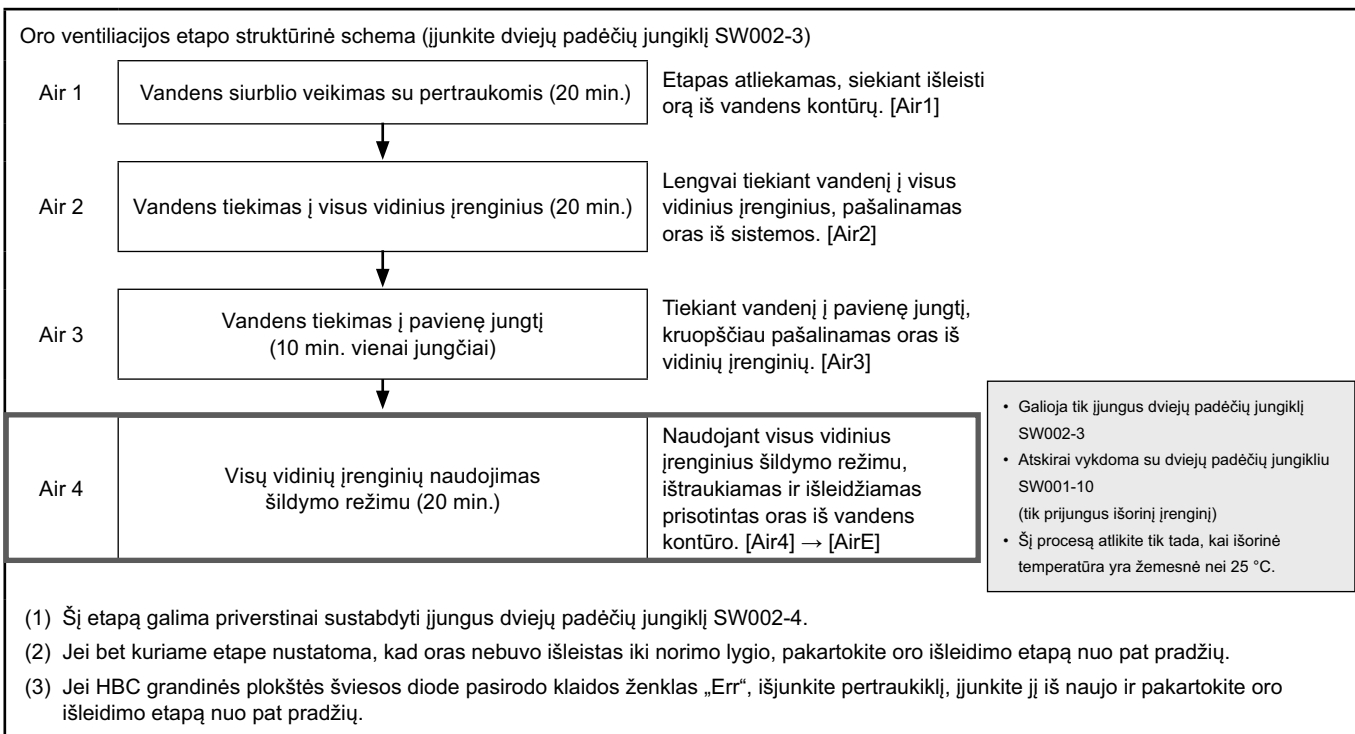 Oro ventiliacijos etapo struktūrinė schema (įjunkite dviejų padėčių jungiklį SW002-3)
Air 1
Vandens siurblio veikimas su pertraukomis (20 min.)
Etapas atliekamas, siekiant išleisti
orą iš vandens kontūrų. [Air1]
Air 2
Vandens tiekimas į visus vidinius įrenginius (20 min.)
Lengvai tiekiant vandenį į visus
vidinius įrenginius, pašalinamas
oras iš sistemos. [Air2]
Air 3
Vandens tiekimas į pavienę jungtį
(10 min. vienai jungčiai)
Tiekiant vandenį į pavienę jungtį,
kruopščiau pašalinamas oras iš
vidinių įrenginių. [Air3]
Air 4
Visų vidinių įrenginių naudojimas
šildymo režimu (20 min.)
Naudojant visus vidinius
įrenginius šildymo režimu,
ištraukiamas ir išleidžiamas
prisotintas oras iš vandens
kontūro. [Air4] → [AirE]
• Galioja tik įjungus dviejų padėčių jungiklį
SW002-3
• Atskirai vykdoma su dviejų padėčių jungikliu
SW001-10
(tik prijungus išorinį įrenginį)
• Šį procesą atlikite tik tada, kai išorinė
temperatūra yra žemesnė nei 25 °C.
(1) Šį etapą galima priverstinai sustabdyti įjungus dviejų padėčių jungiklį SW002-4.
(2) Jei bet kuriame etape nustatoma, kad oras nebuvo išleistas iki norimo lygio, pakartokite oro išleidimo etapą nuo pat pradžių.
(3) Jei HBC grandinės plokštės šviesos diode pasirodo klaidos ženklas „Err“, išjunkite pertraukiklį, įjunkite jį iš naujo ir pakartokite oro
išleidimo etapą nuo pat pradžių.